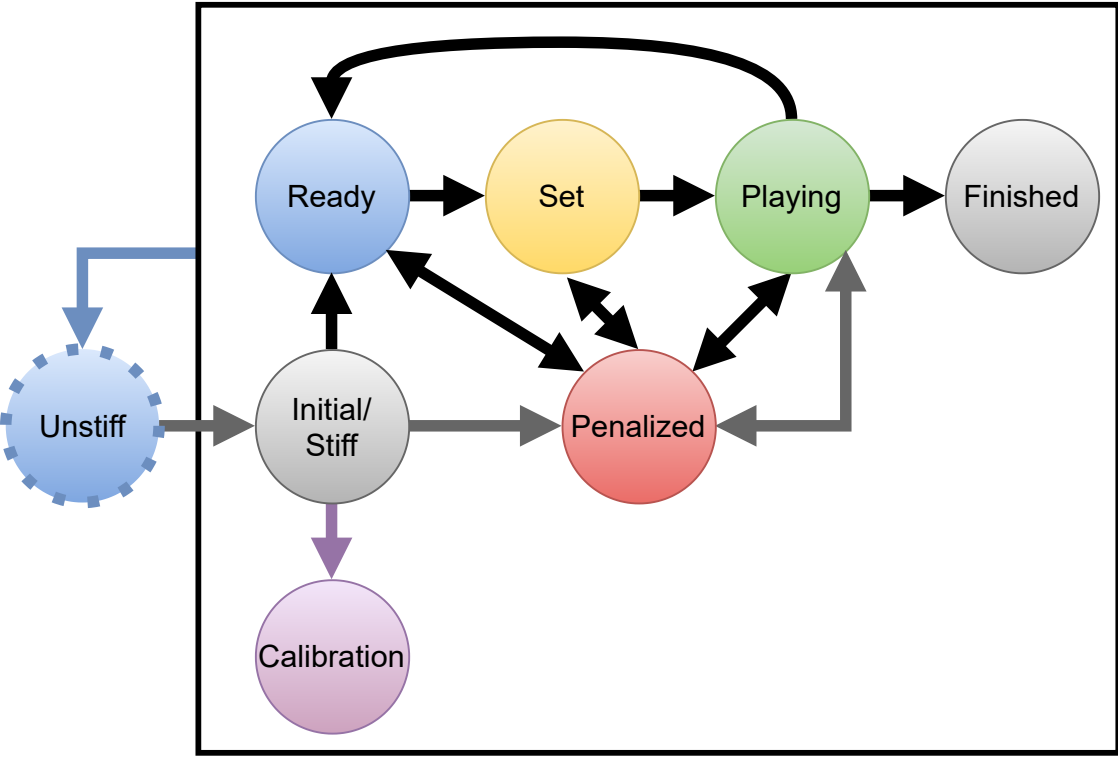 Ready
Set
Playing
Finished
Unstiff
Initial/
Stiff
Penalized
Calibration